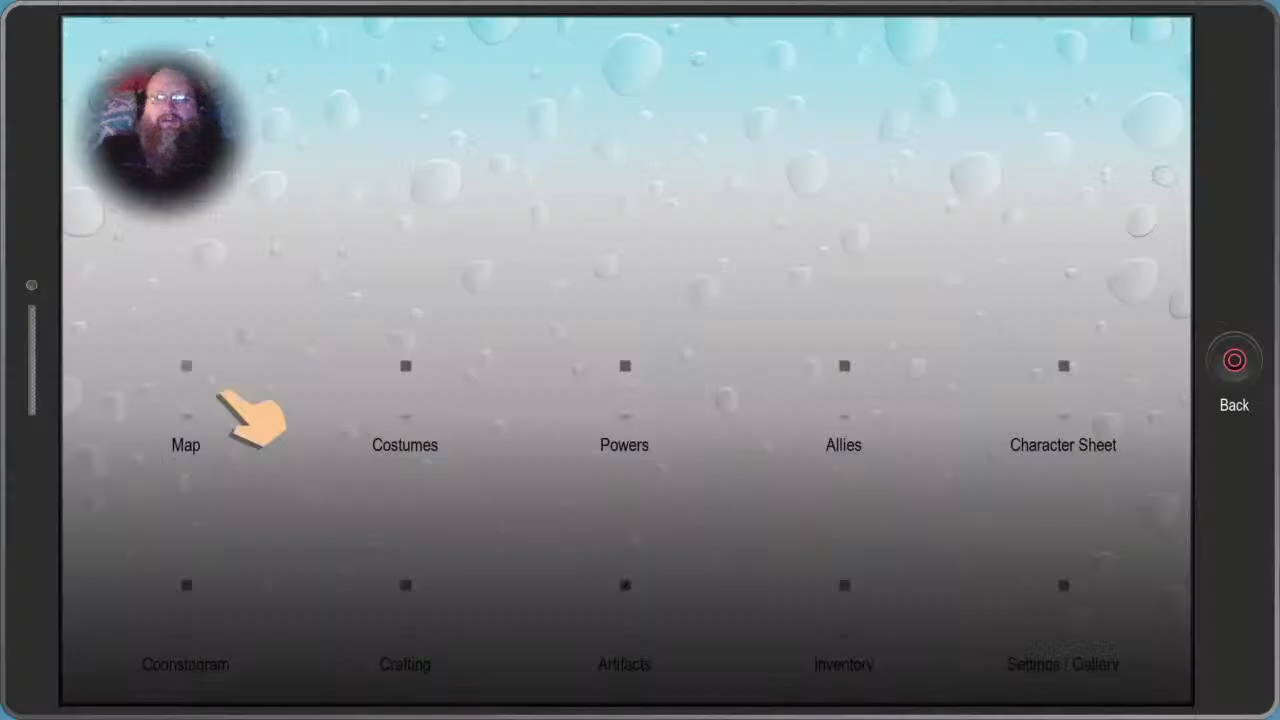 Back
Map Costumes Powers Allies Character Sheet
Coonstagram Crafting Artifacts Inventory Settings / Gallery